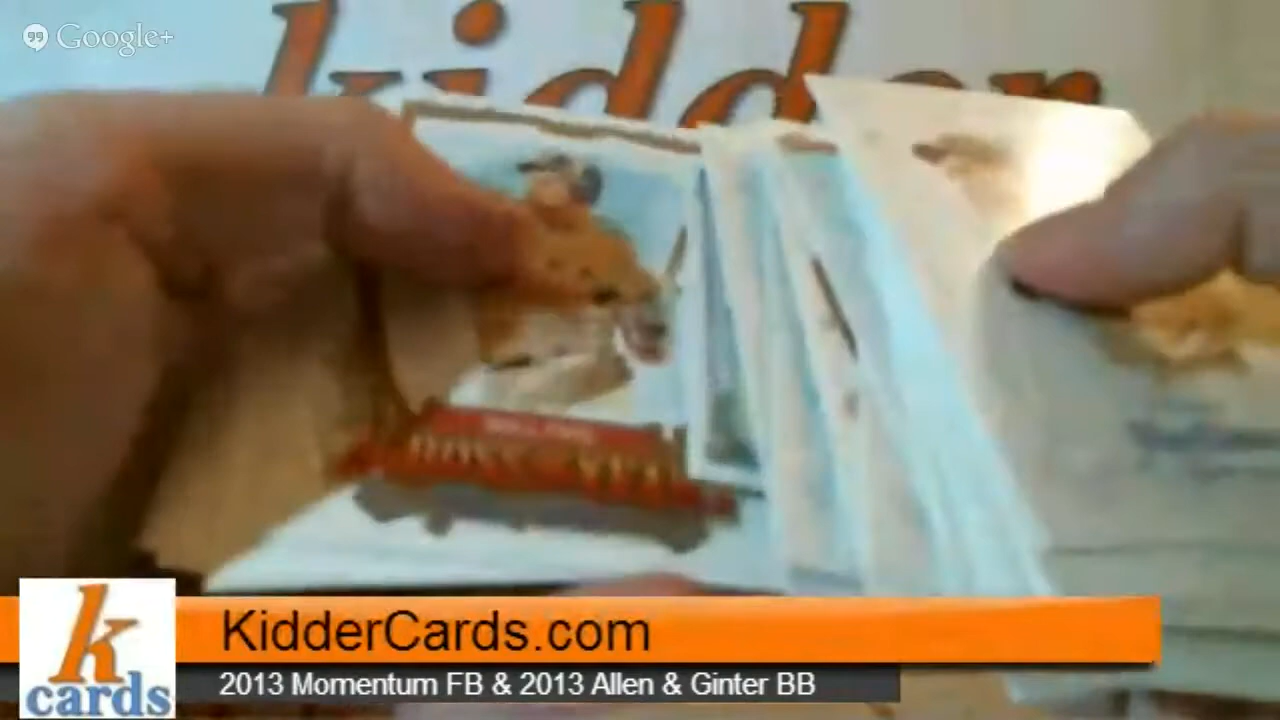 Google+
kidder
KidderCards.com
2013 Momentum FB & 2013 Allen & Ginter BB
k
cards